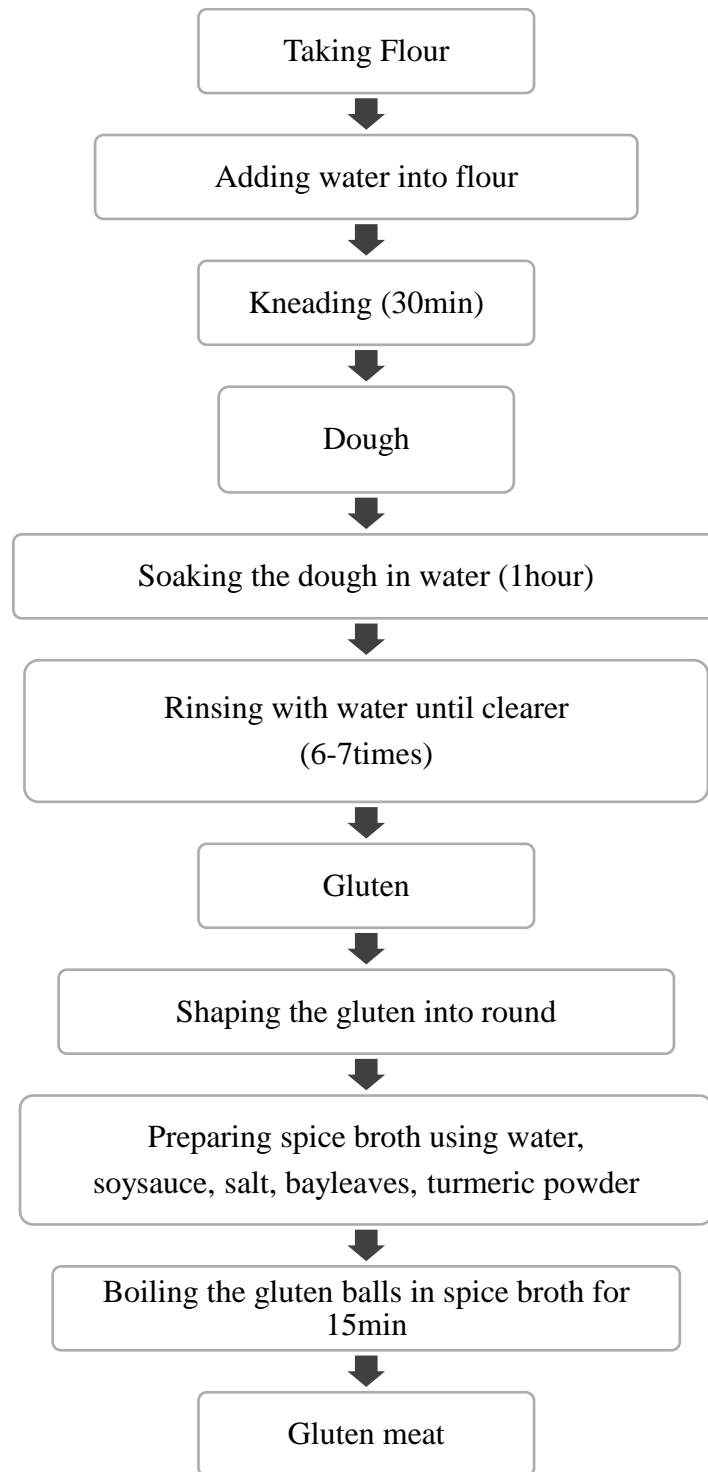 Taking Flour
Adding water into flour
Kneading (30min)
Dough
Soaking the dough in water (1hour)
Rinsing with water until clearer
(6-7times)
Gluten
Shaping the gluten into round
Preparing spice broth using water,
soysauce, salt, bayleaves, turmeric powder
Boiling the gluten balls in spice broth for
15min
Gluten meat